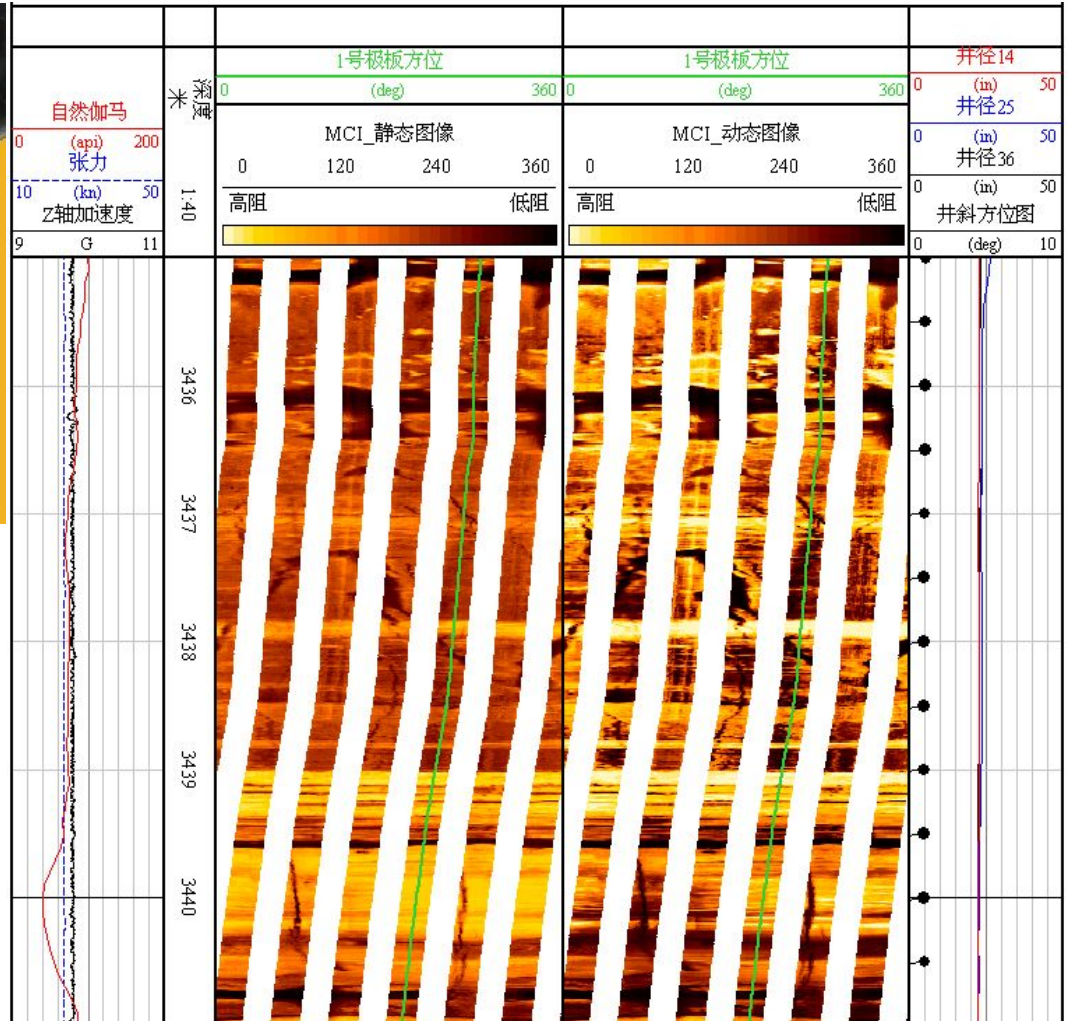 自然伽马
0 (api) 200
张力
10 (kn) 50
Z轴加速度
9 G 11
深度
米
1:40
1号极板方位
0 (deg) 360
MCI_静态图像
0 120 240 360
高阻 低阻
1号极板方位
0 (deg) 360
MCI_动态图像
0 120 240 360
高阻 低阻
井径14
0 (in) 50
井径25
0 (in) 50
井径36
0 (in) 50
井斜方位图
0 (deg) 10
3436
3437
3438
3439
3440